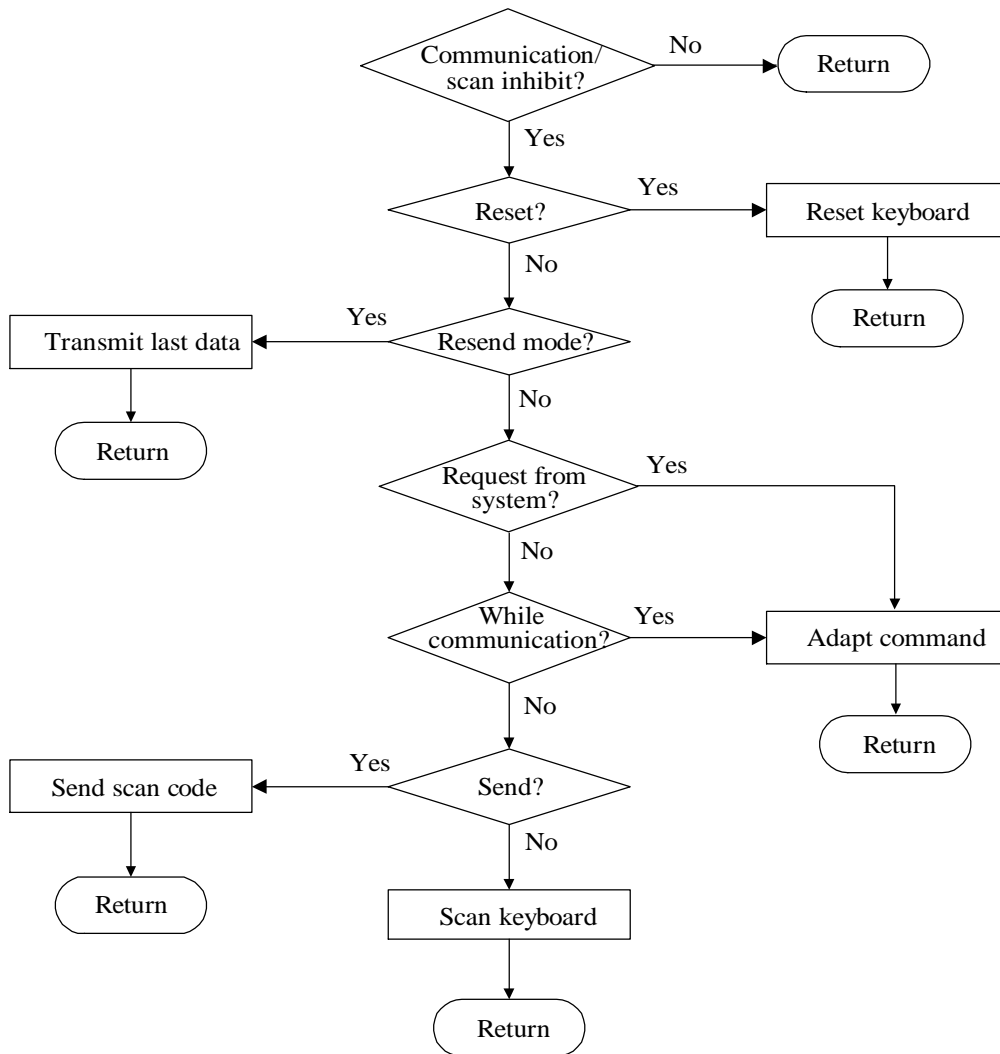 Communication/
scan inhibit?
No
Return
Yes
Reset?
Yes
Reset keyboard
No
Return
Yes
Transmit last data
Resend mode?
No
Return
Request from
system?
Yes
No
While
communication?
Yes
Adapt command
No
Return
Yes
Send scan code
Send?
No
Return
Scan keyboard
Return